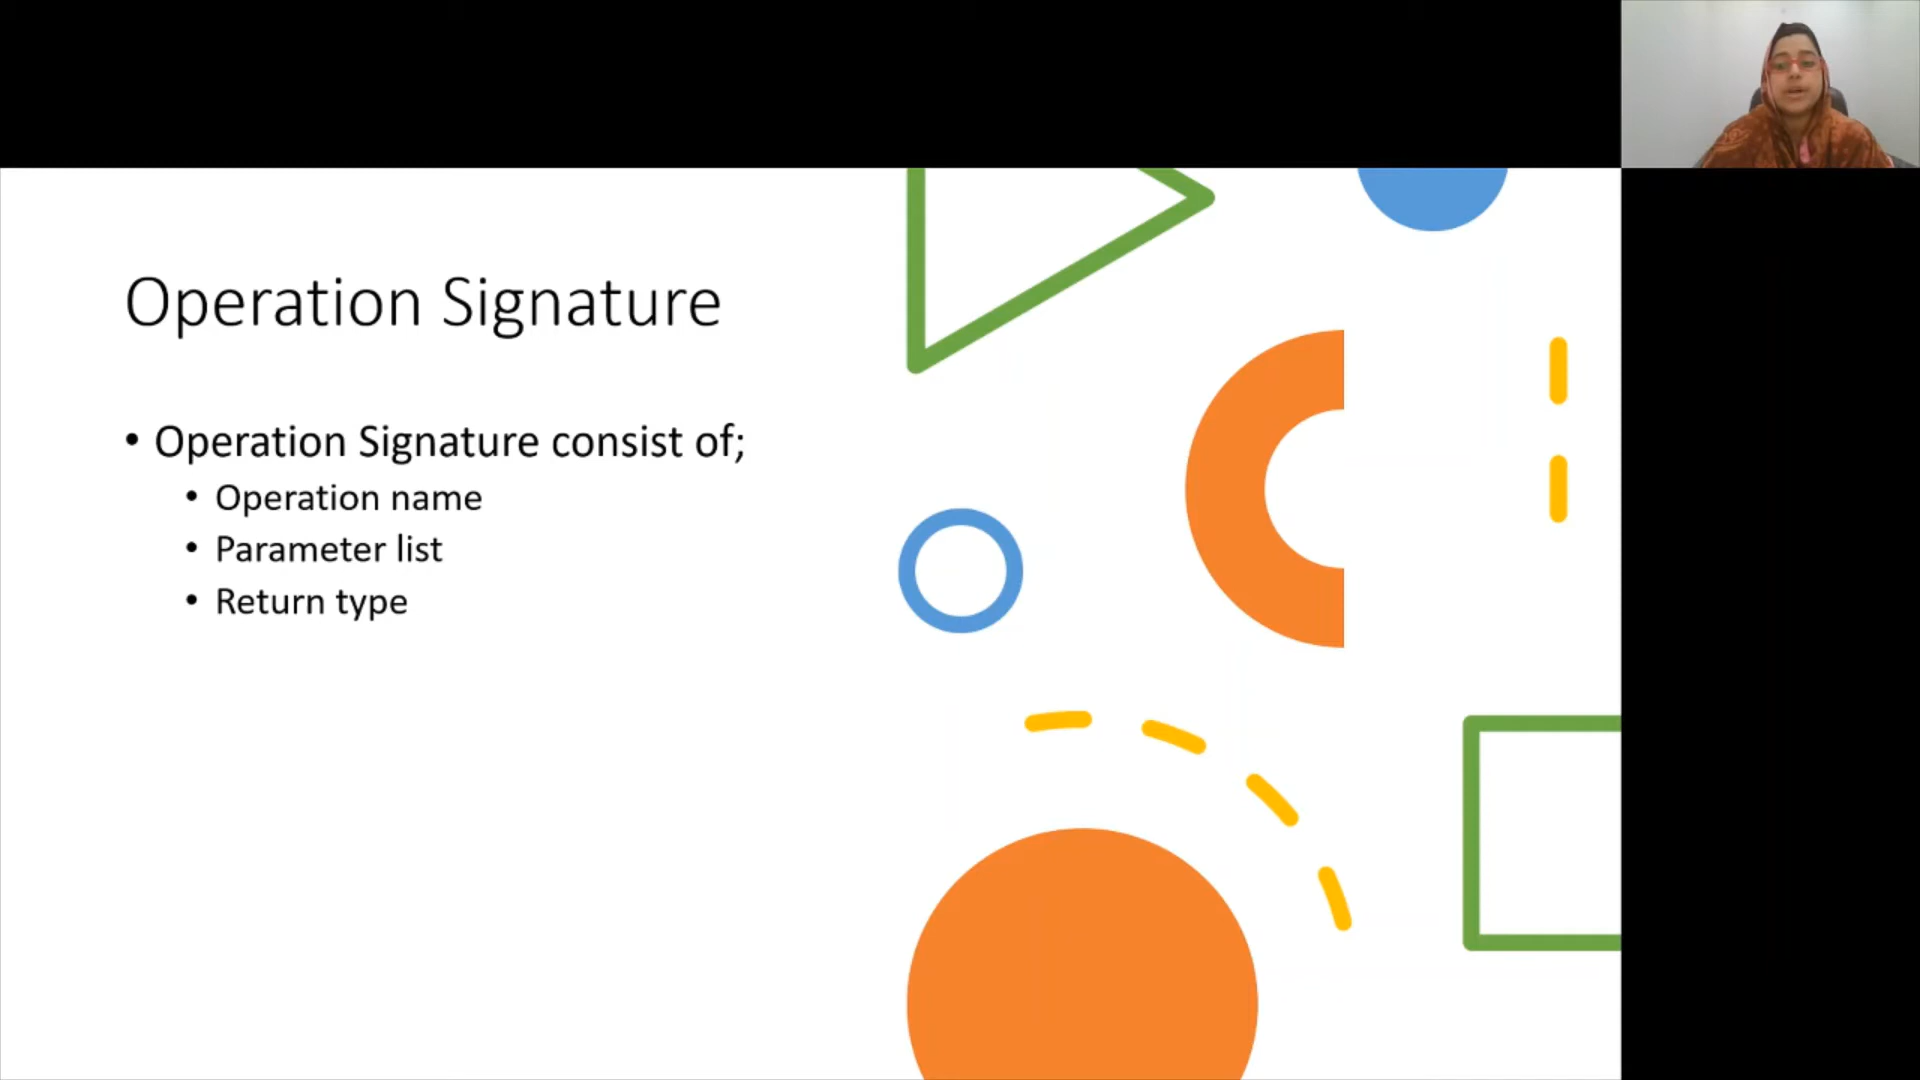 Operation Signature
• Operation Signature consist of;
• Operation name
• Parameter list
• Return type